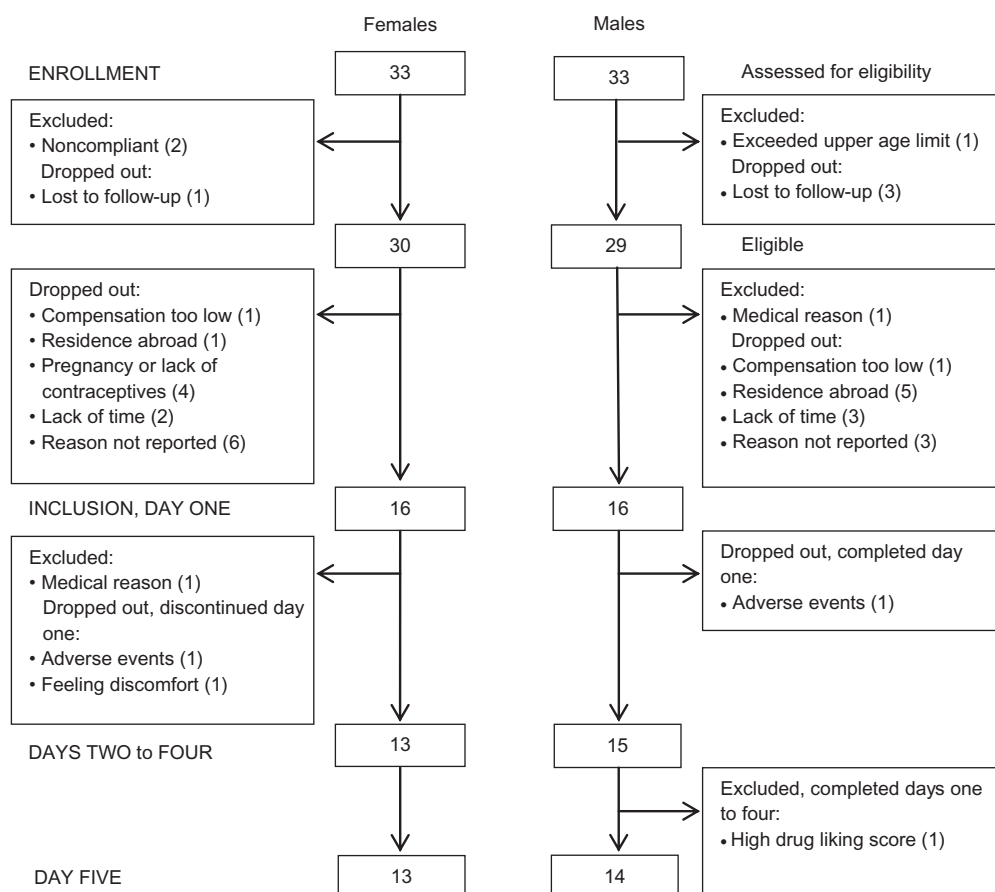 Females
Males
ENROLLMENT
33
33
Assessed for eligibility
Excluded:
• Noncompliant (2)
Dropped out:
• Lost to follow-up (1)
Excluded:
• Exceeded upper age limit (1)
Dropped out:
• Lost to follow-up (3)
30
29
Eligible
Dropped out:
• Compensation too low (1)
• Residence abroad (1)
• Pregnancy or lack of
contraceptives (4)
• Lack of time (2)
• Reason not reported (6)
Excluded:
• Medical reason (1)
Dropped out:
• Compensation too low (1)
• Residence abroad (5)
• Lack of time (3)
• Reason not reported (3)
INCLUSION, DAY ONE
16
16
Excluded:
• Medical reason (1)
Dropped out, discontinued day
one:
• Adverse events (1)
• Feeling discomfort (1)
Dropped out, completed day
one:
• Adverse events (1)
DAYS TWO to FOUR
13
15
Excluded, completed days one
to four:
• High drug liking score (1)
DAY FIVE
13
14